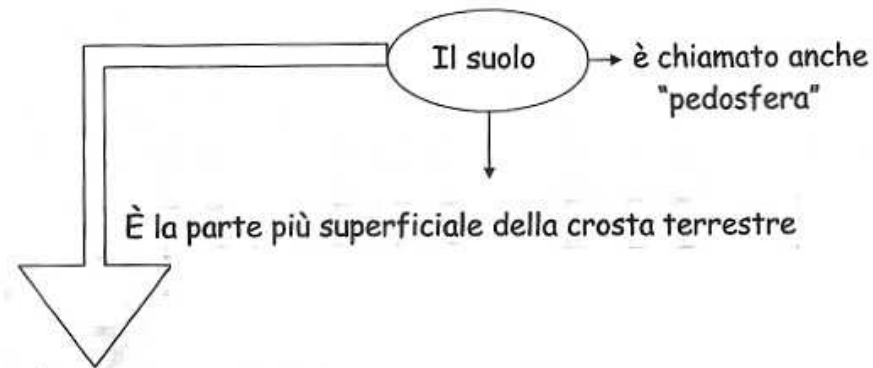 Il suolo
è chiamato anche
"pedosfera"
È la parte più superficiale della crosta terrestre